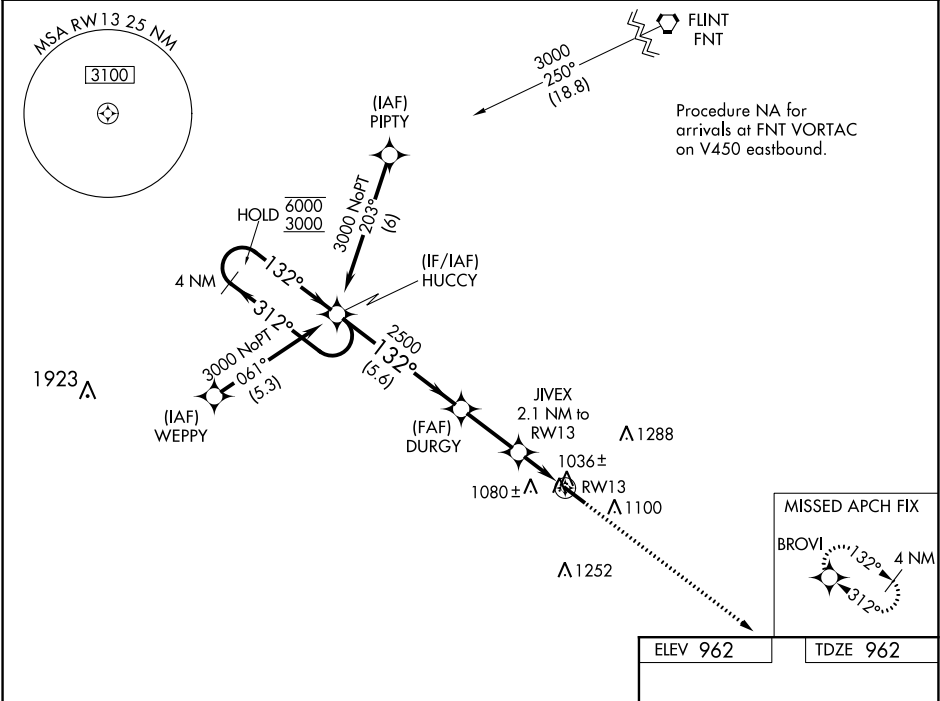 MSA RW13 25 NM
3100
FLINT
FNT
3000
250°
(18.8)
Procedure NA for
arrivals at FNT VORTAC
on V450 eastbound.
(IAF)
PIPTY
3000 NoPT
203°
(6)
HOLD
6000
3000
4 NM
132°
312°
(IF/IAF)
HUCCY
3000 NoPT
061°
(5.3)
(IAF)
WEPPY
1923
2500
132°
(5.6)
(FAF)
DURGY
JIVEX
2.1 NM to
RW13
1288
1036±
1080±
RW13
1100
1252
MISSED APCH FIX
BROVI
132°
4 NM
312°
ELEV 962
TDZE 962